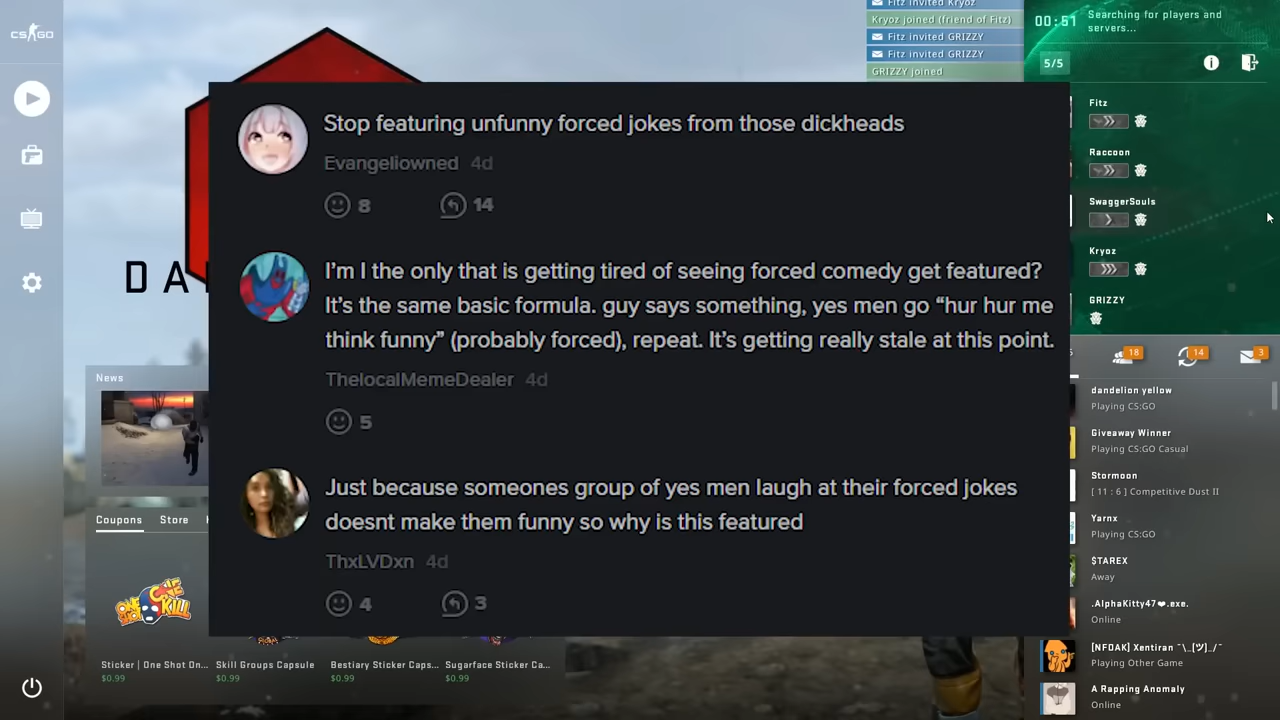 CS:GO
Fitz invited Kryoz
Kryoz joined (friend of Fitz)
Fitz invited GRIZZY
Fitz invited GRIZZY
GRIZZY joined
00:51
Searching for players and
servers...
5/5
Fitz
Raccoon
SwaggerSouls
Kryoz
GRIZZY
18
14
3
DA
Stop featuring unfunny forced jokes from those dickheads
Evangeliowned 4d
8 14
I'm I the only that is getting tired of seeing forced comedy get featured?
It's the same basic formula. guy says something, yes men go “hur hur me
think funny” (probably forced), repeat. It's getting really stale at this point.
ThelocalMemeDealer 4d
5
Just because someones group of yes men laugh at their forced jokes
doesnt make them funny so why is this featured
ThxLVDxn 4d
4 3
News
Coupons Store
ONE SHOT ONE KILL
Sticker | One Shot On... Skill Groups Capsule Bestiary Sticker Caps... Sugarface Sticker Ca...
$0.99 $0.99 $0.99 $0.99
dandelion yellow
Playing CS:GO
Giveaway Winner
Playing CS:GO Casual
Stormoon
[ 11 : 6 ] Competitive Dust II
Yarnx
Playing CS:GO
$TAREX
Away
.AlphaKitty47❤.exe.
Online
[NFDAK] Xentiran ¯\_(ツ)_/¯
Playing Other Game
A Rapping Anomaly
Online